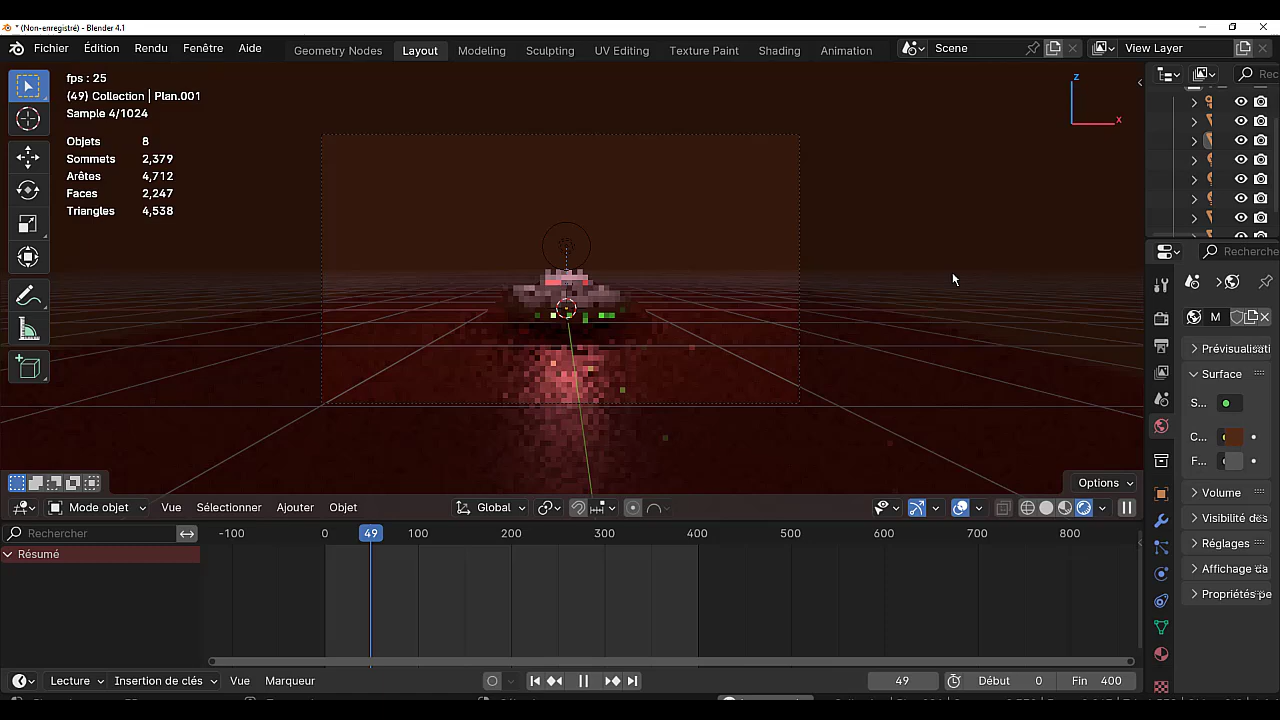 * (Non-enregistré) - Blender 4.1
Fichier Édition Rendu Fenêtre Aide Geometry Nodes Layout Modeling Sculpting UV Editing Texture Paint Shading Animation Scene View Layer
fps : 25
(49) Collection | Plan.001
Sample 4/1024
Objets 8
Sommets 2,379
Arêtes 4,712
Faces 2,247
Triangles 4,538
Z
X
Reche
Recherche
M
Prévisualisati
Surface
S...
C...
F...
Volume
Visibilité des
Réglages
Affichage da
Propriétés pe
Options
Mode objet Vue Sélectionner Ajouter Objet Global
Rechercher -100 0 49 100 200 300 400 500 600 700 800
Résumé
Lecture Insertion de clés Vue Marqueur 49 Début 0 Fin 400